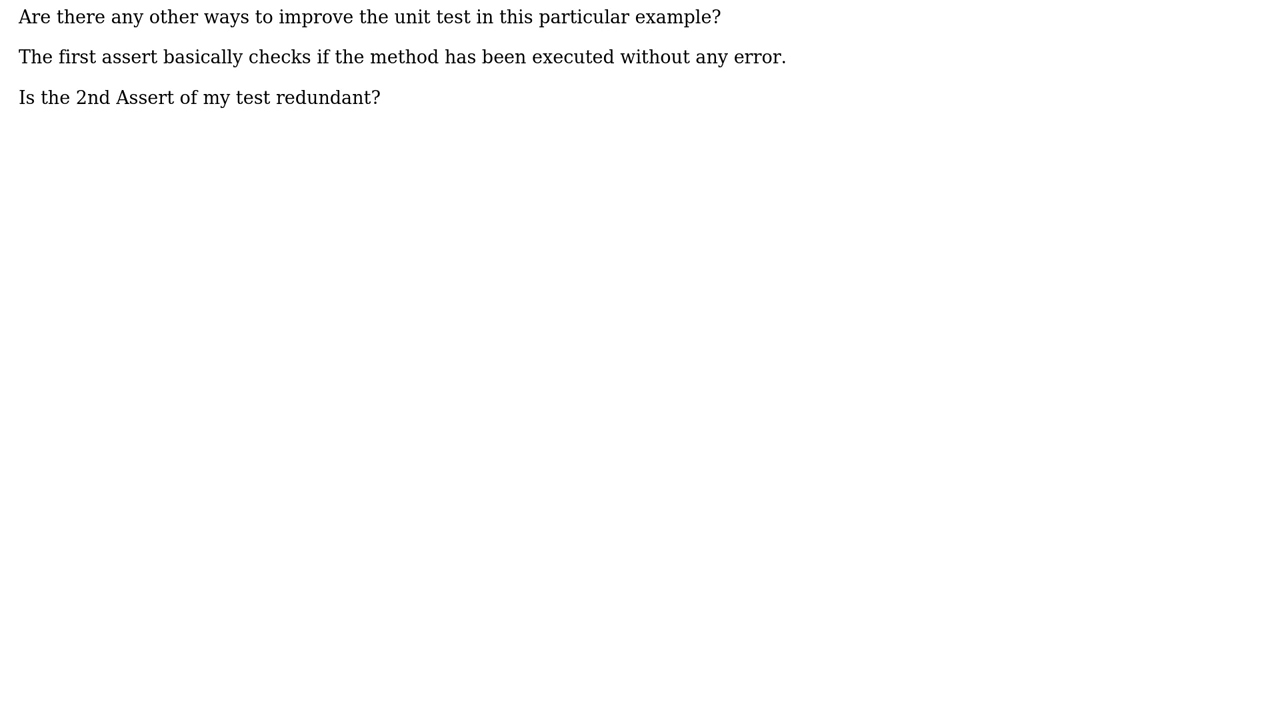 Are there any other ways to improve the unit test in this particular example?
The first assert basically checks if the method has been executed without any error.
Is the 2nd Assert of my test redundant?